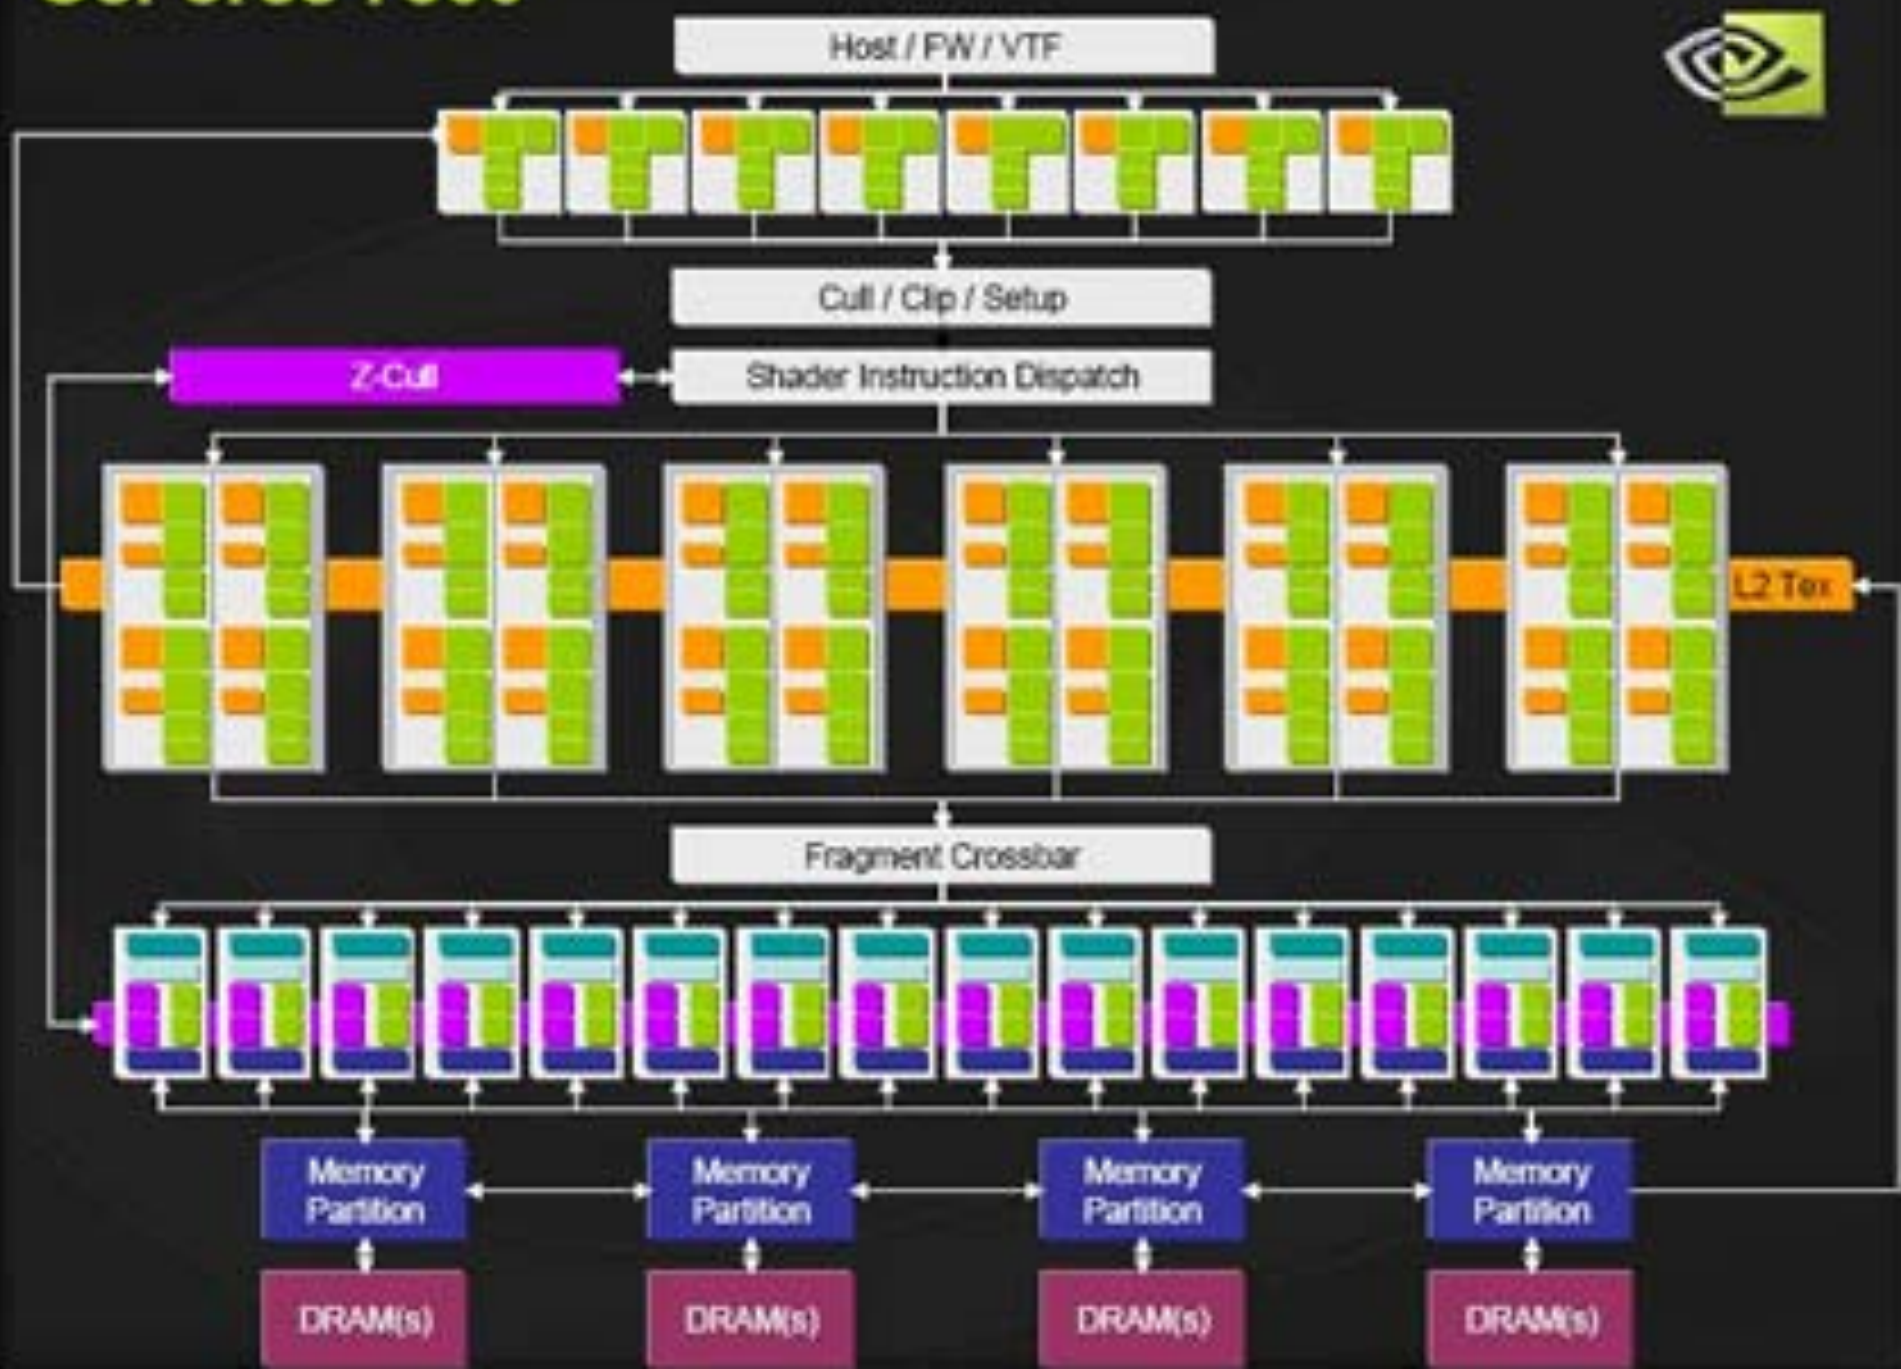 Host / FW / VTF
Cull / Clip / Setup
Z-Cull
Shader Instruction Dispatch
L2 Tex
Fragment Crossbar
Memory
Partition
Memory
Partition
Memory
Partition
Memory
Partition
DRAM(s)
DRAM(s)
DRAM(s)
DRAM(s)